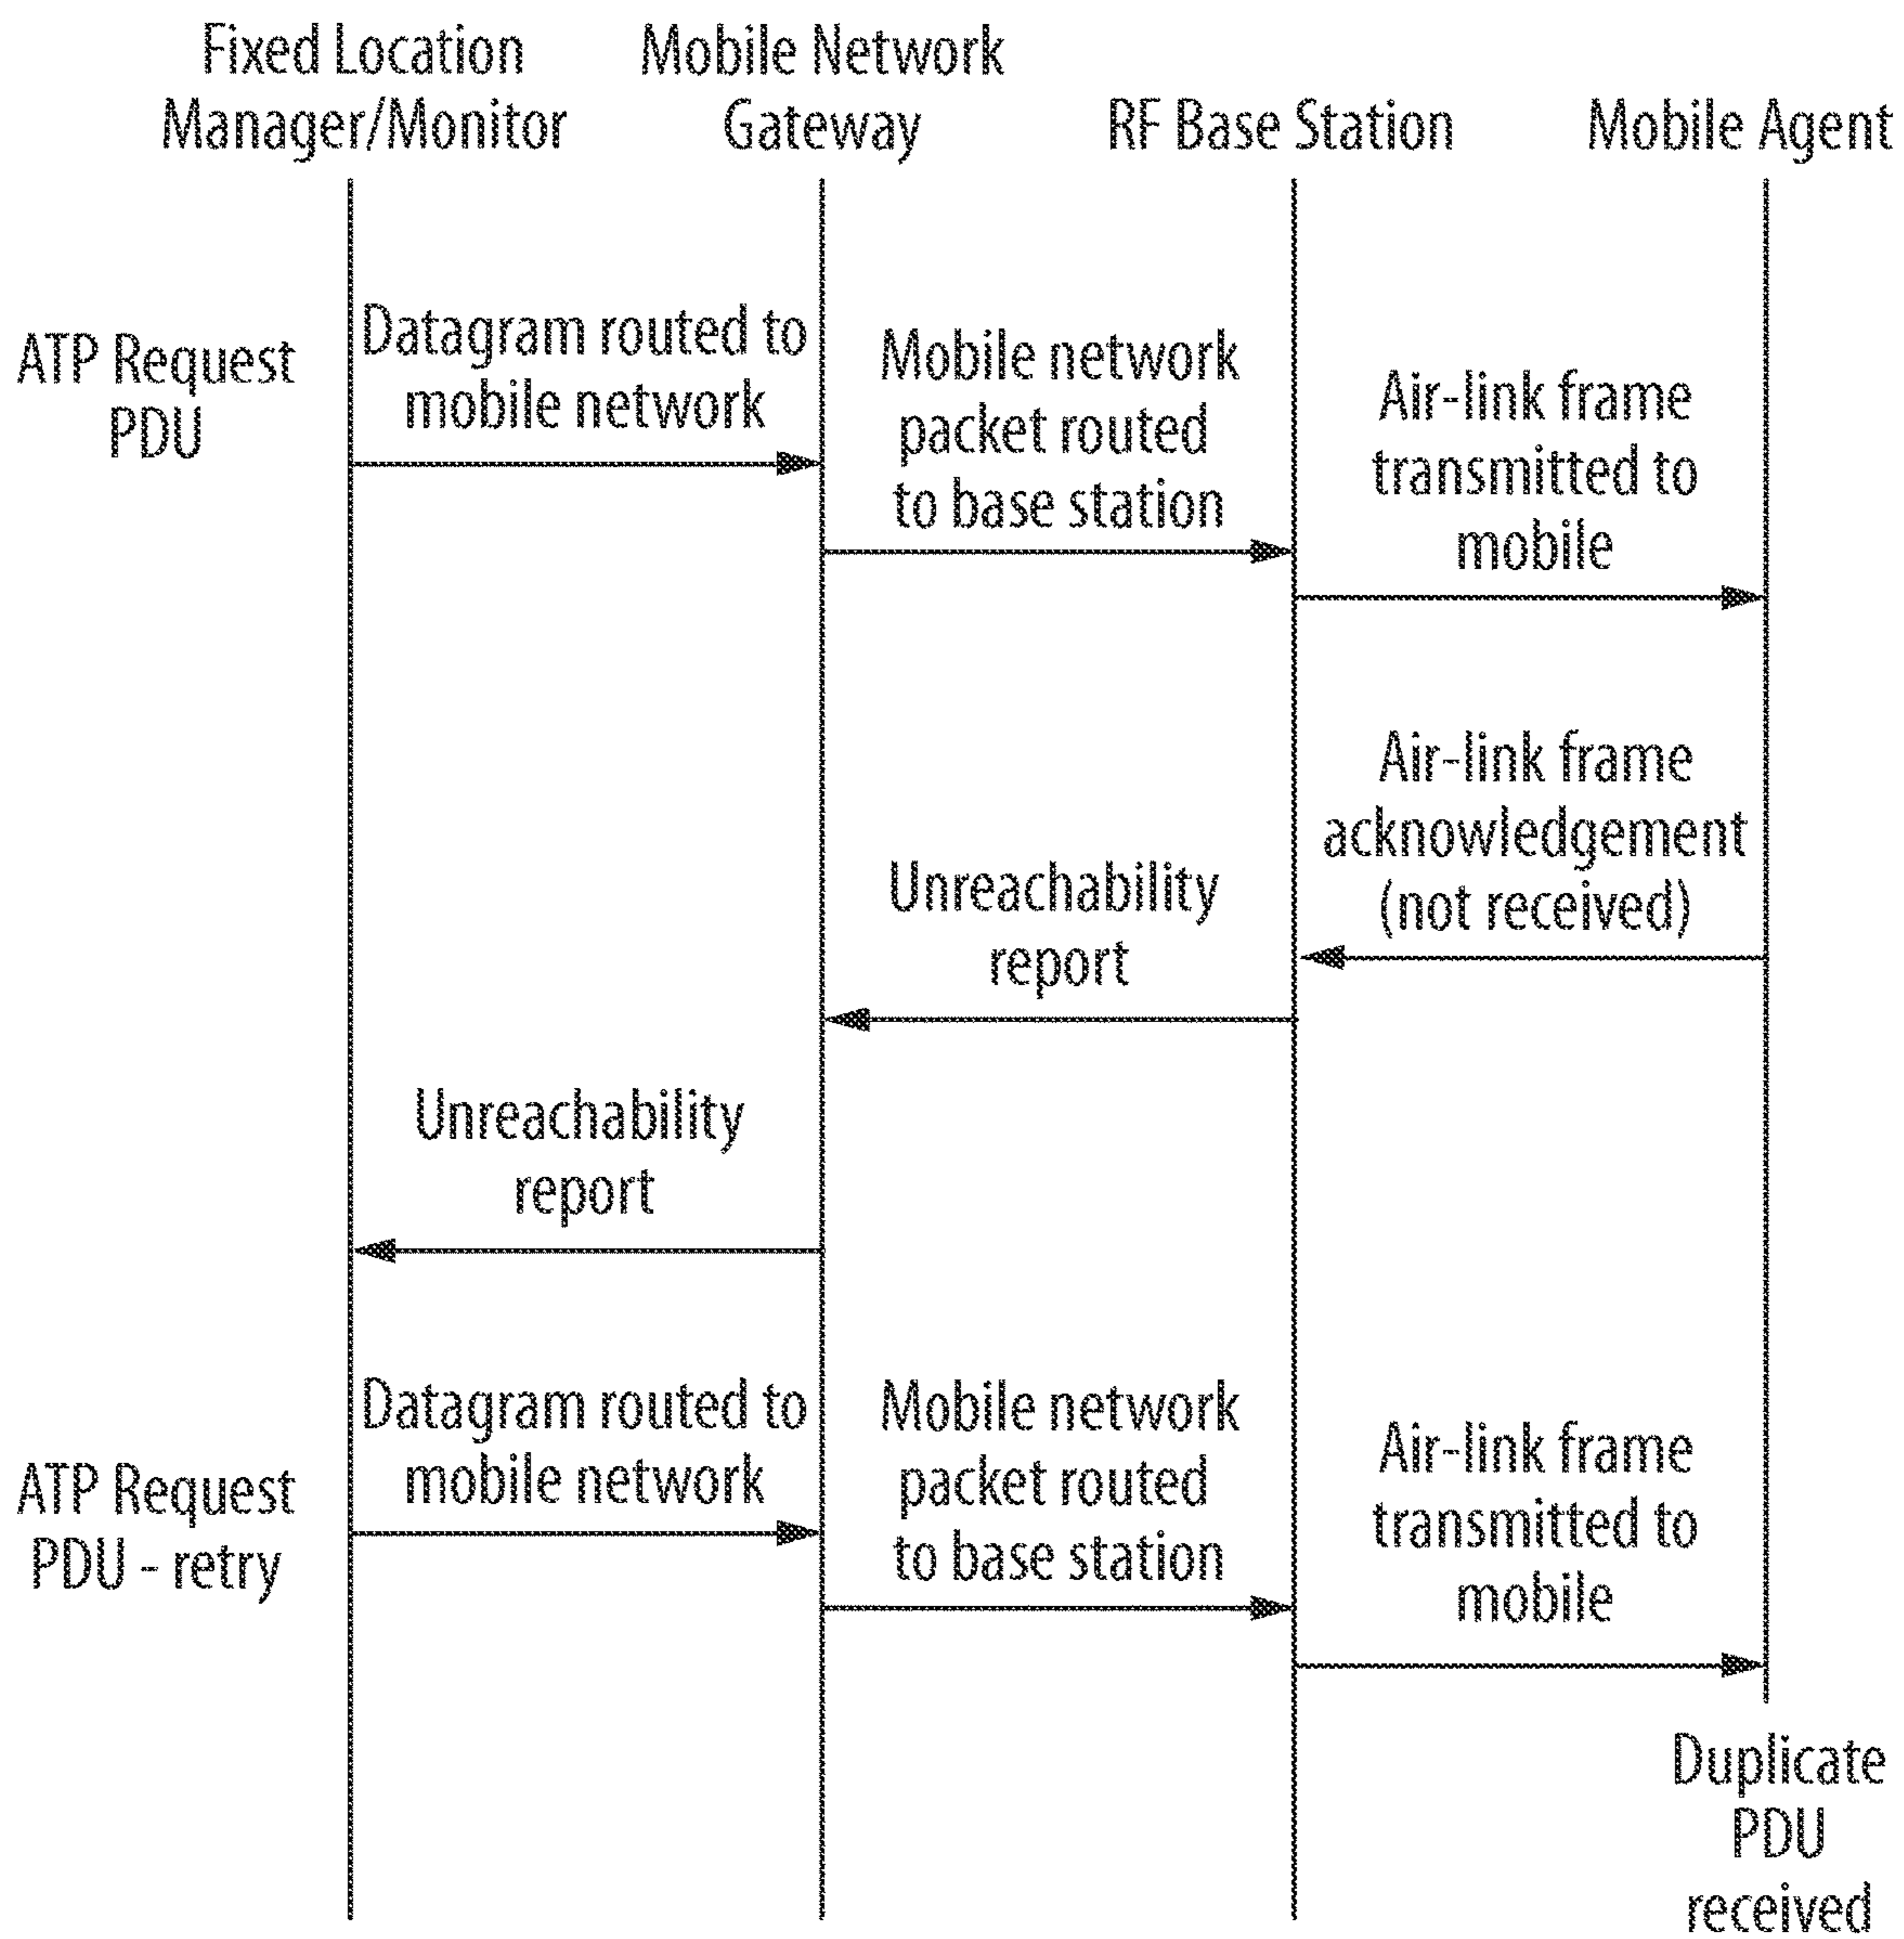 Fixed Location
Manager/Monitor
Mobile Network
Gateway
RF Base Station
Mobile Agent
ATP Request
PDU
Datagram routed to
mobile network
Mobile network
packet routed
to base station
Air-link frame
transmitted to
mobile
Air-link frame
acknowledgement
(not received)
Unreachability
report
Unreachability
report
ATP Request
PDU - retry
Datagram routed to
mobile network
Mobile network
packet routed
to base station
Air-link frame
transmitted to
mobile
Duplicate
PDU
received